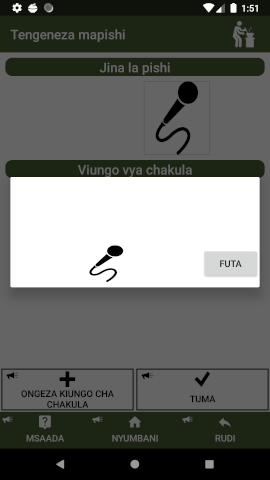 1:51
Tengeneza mapishi
Jina la pishi
Viungo vya chakula
FUTA
ONGEZA KIUNGO CHA
CHAKULA
TUMA
MSAADA
NYUMBANI
RUDI